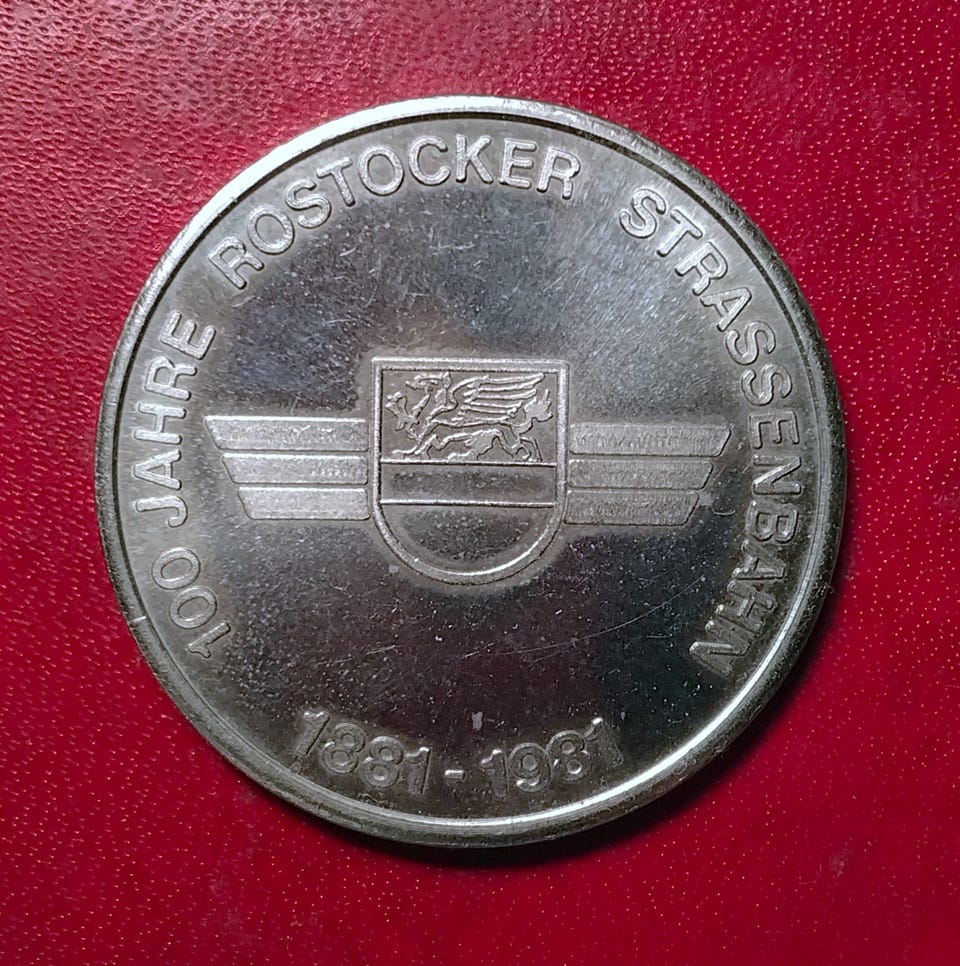 100 JAHRE ROSTOCKER STRASSENBAHN
1881-1981